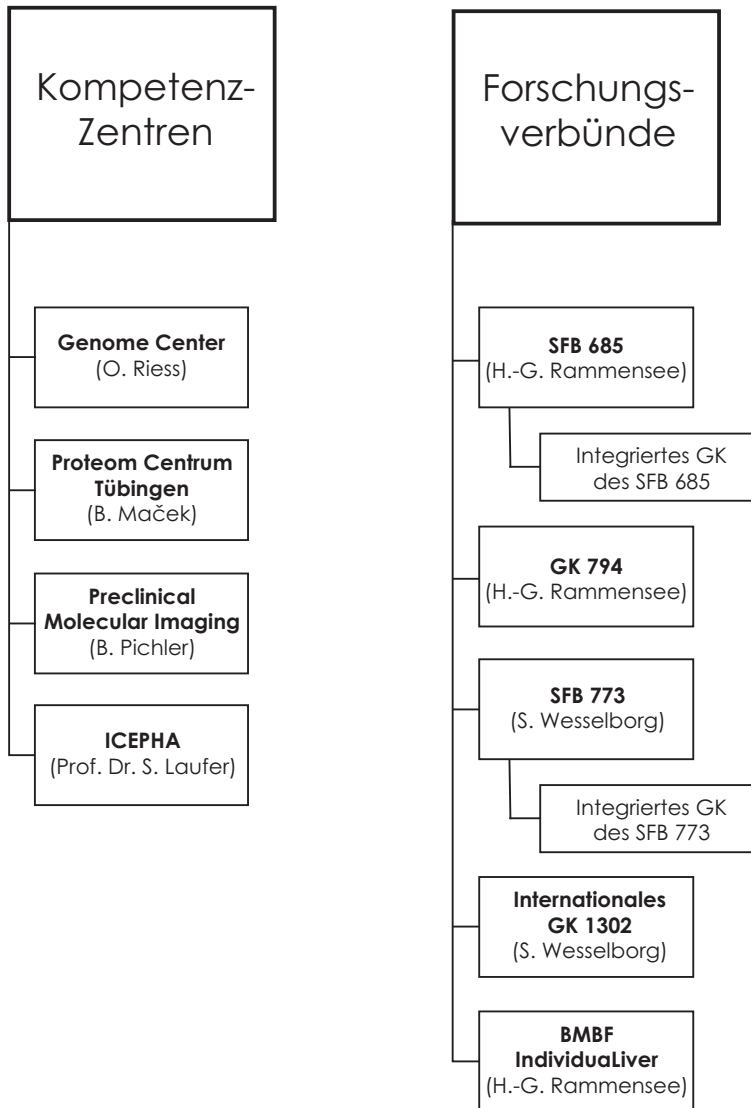 Kompetenz-
Zentren
Genome Center
(O. Riess)
Proteom Centrum
Tübingen
(B. Maček)
Preclinical
Molecular Imaging
(B. Pichler)
ICEPHA
(Prof. Dr. S. Laufer)
Forschungs-
verbünde
SFB 685
(H.-G. Rammensee)
Integriertes GK
des SFB 685
GK 794
(H.-G. Rammensee)
SFB 773
(S. Wesselborg)
Integriertes GK
des SFB 773
Internationales
GK 1302
(S. Wesselborg)
BMBF
IndividuaLiver
(H.-G. Rammensee)